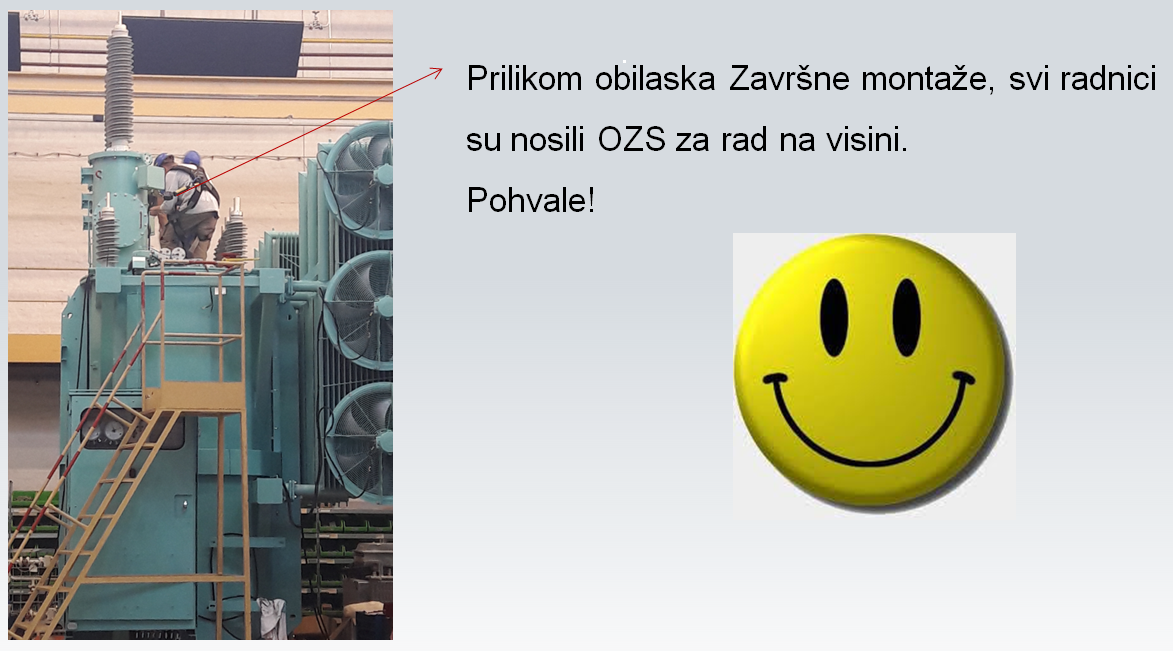 Prilikom obilaska Završne montaže, svi radnici
su nosili OZS za rad na visini.
Pohvale!